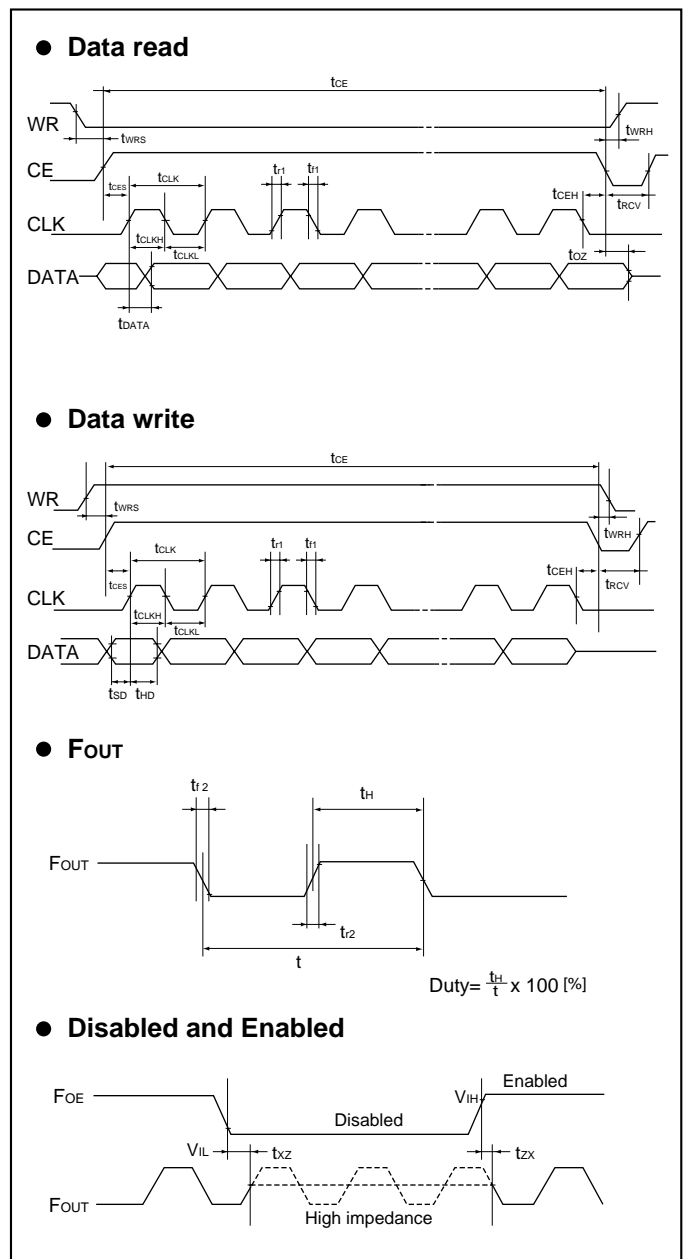 ● Data read
tCE
WR
tWRS
tWRH
CE
tCES
tCLK
tr1
tf1
tCEH
tRCV
CLK
tCLKH
tCLKL
tOZ
DATA
tDATA
● Data write
tCE
WR
tWRS
tWRH
CE
tCES
tCLK
tr1
tf1
tCEH
tRCV
CLK
tCLKH
tCLKL
DATA
tSD
tHD
● FOUT
tf 2
tH
FOUT
tr2
t
Duty= tH/t x 100 [%]
● Disabled and Enabled
FOE
VIH
Enabled
Disabled
VIL
tXZ
tZX
FOUT
High impedance